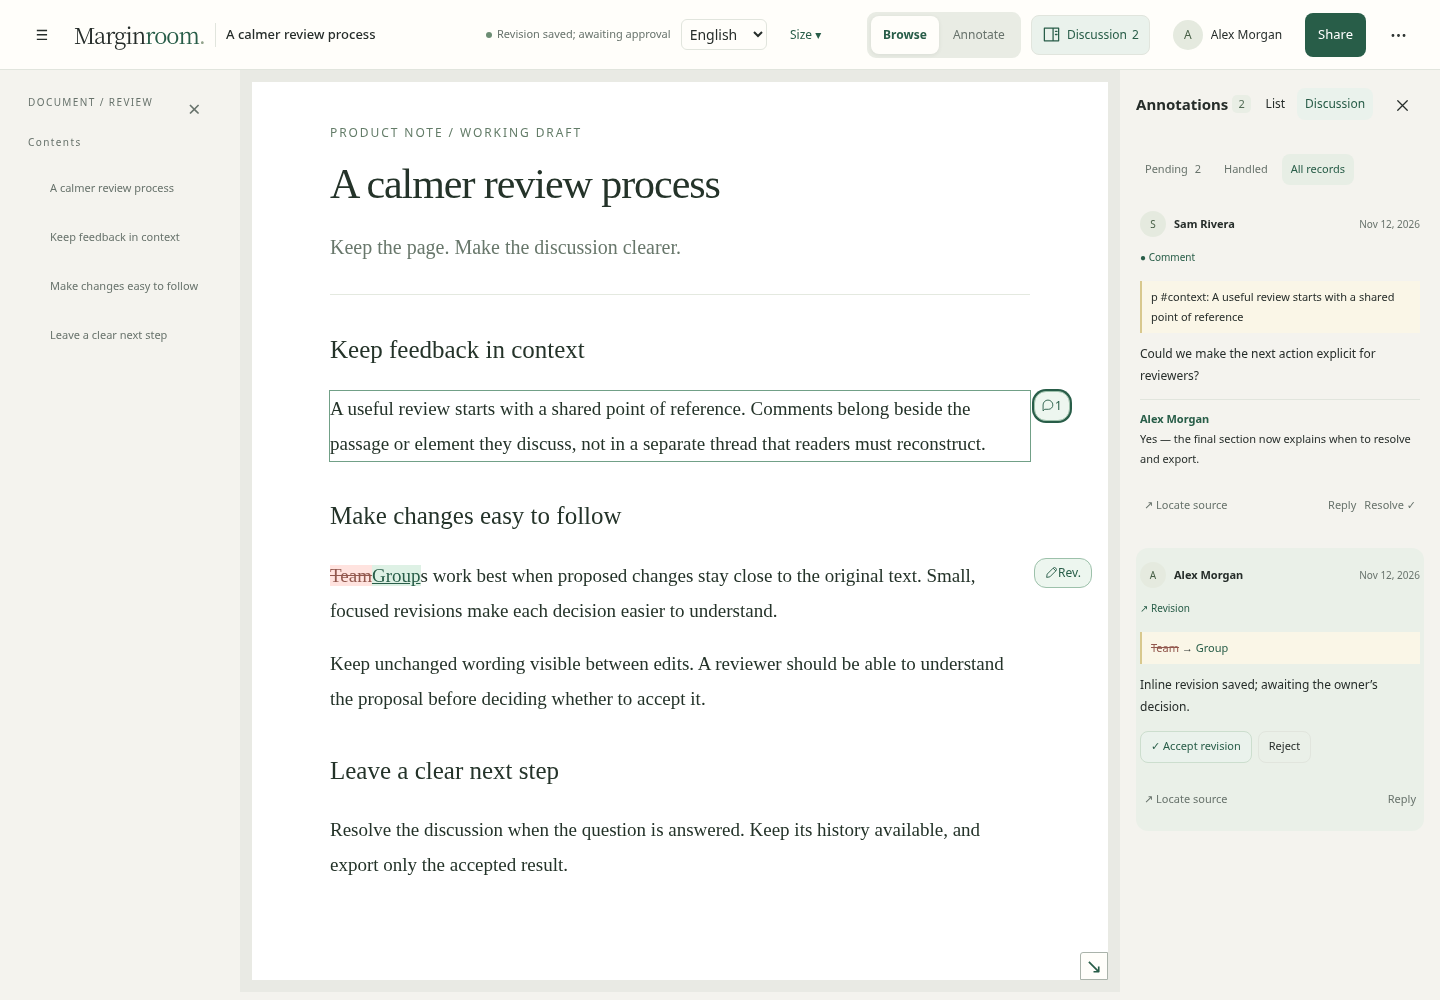 ☰ Marginroom. A calmer review process
Revision saved; awaiting approval
English
Size ▾
Browse Annotate
Discussion 2
A Alex Morgan
Share
DOCUMENT / REVIEW
Contents
A calmer review process
Keep feedback in context
Make changes easy to follow
Leave a clear next step
PRODUCT NOTE / WORKING DRAFT
A calmer review process
Keep the page. Make the discussion clearer.
Keep feedback in context
A useful review starts with a shared point of reference. Comments belong beside the
passage or element they discuss, not in a separate thread that readers must reconstruct.
1
Make changes easy to follow
TeamGroups work best when proposed changes stay close to the original text. Small,
focused revisions make each decision easier to understand.
Rev.
Keep unchanged wording visible between edits. A reviewer should be able to understand
the proposal before deciding whether to accept it.
Leave a clear next step
Resolve the discussion when the question is answered. Keep its history available, and
export only the accepted result.
Annotations 2 List Discussion
Pending 2 Handled All records
S Sam Rivera Nov 12, 2026
● Comment
p #context: A useful review starts with a shared
point of reference
Could we make the next action explicit for
reviewers?
Alex Morgan
Yes — the final section now explains when to resolve
and export.
↗ Locate source Reply Resolve ✓
A Alex Morgan Nov 12, 2026
↗ Revision
Team → Group
Inline revision saved; awaiting the owner’s
decision.
✓ Accept revision Reject
↗ Locate source Reply